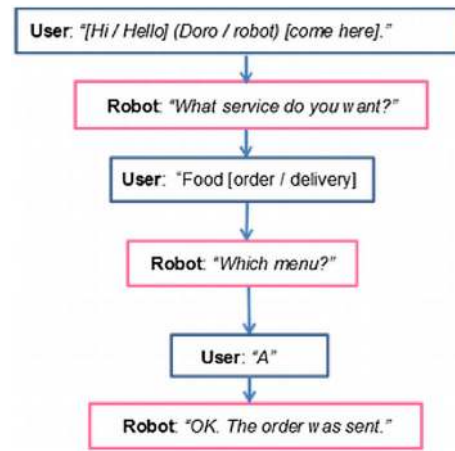 User: “[Hi / Hello] (Doro / robot) [come here].”
Robot: “What service do you want?”
User: “Food [order / delivery]
Robot: “Which menu?”
User: “A”
Robot: “OK. The order was sent.”